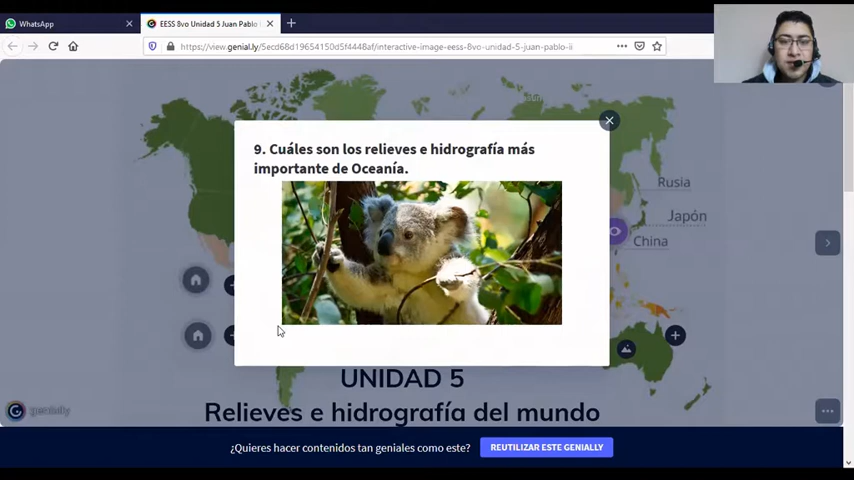 WhatsApp
EESS 8vo Unidad 5 Juan Pablo
https://view.genial.ly/5ecd68d19654150d5f4448af/interactive-image-eess-8vo-unidad-5-juan-pablo-ii
9. Cuáles son los relieves e hidrografía más
importante de Oceanía.
Rusia
Japón
China
UNIDAD 5
Relieves e hidrografía del mundo
genially
¿Quieres hacer contenidos tan geniales como este?
REUTILIZAR ESTE GENIALLY